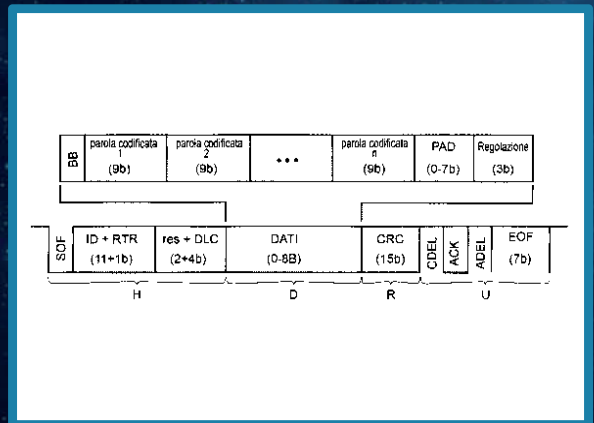 BB
parola codificata 1 (9b)
parola codificata 2 (9b)
•••
parola codificata n (9b)
PAD (0-7b)
Regolazione (3b)
SOF
ID + RTR (11+1b)
res + DLC (2+4b)
DATI (0-8B)
CRC (15b)
CDEL
ACK
ADEL
EOF (7b)
H
D
R
U